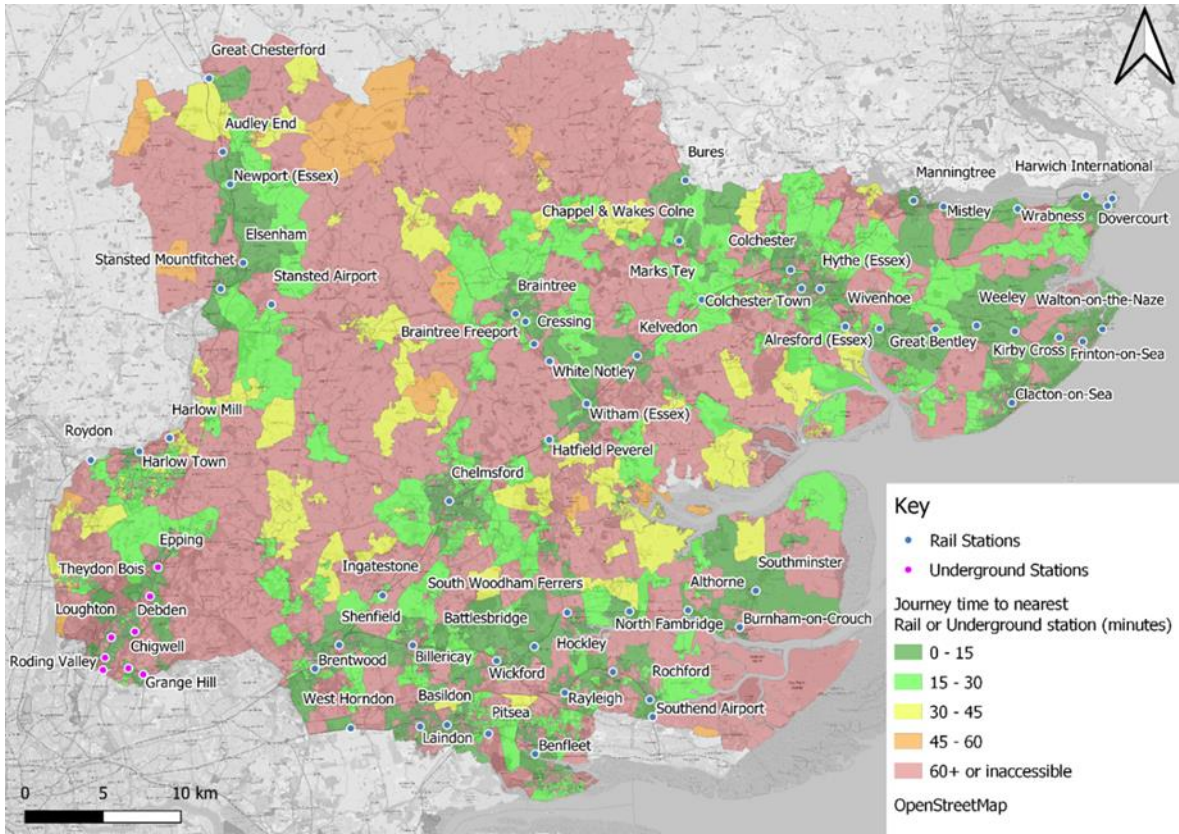 Great Chesterford
Audley End
Bures
Manningtree
Harwich International
Newport (Essex)
Chappel & Wakes Colne
Mistley
Wrabness
Dovercourt
Elsenham
Colchester
Stansted Mountfitchet
Hythe (Essex)
Stansted Airport
Marks Tey
Braintree
Colchester Town
Wivenhoe
Weeley
Walton-on-the-Naze
Braintree Freeport
Cressing
Kelvedon
Alresford (Essex)
Great Bentley
Kirby Cross
Frinton-on-Sea
White Notley
Clacton-on-Sea
Harlow Mill
Witham (Essex)
Roydon
Harlow Town
Hatfield Peverel
Chelmsford
Epping
Theydon Bois
Ingatestone
Southminster
South Woodham Ferrers
Althorne
Loughton
Debden
Shenfield
Battlesbridge
North Fambridge
Burnham-on-Crouch
Chigwell
Hockley
Roding Valley
Brentwood
Billericay
Wickford
Rochford
Grange Hill
West Horndon
Basildon
Rayleigh
Southend Airport
Pitsea
Laindon
Benfleet
Key
Rail Stations
Underground Stations
Journey time to nearest
Rail or Underground station (minutes)
0 - 15
15 - 30
30 - 45
45 - 60
60+ or inaccessible
OpenStreetMap
0 5 10 km